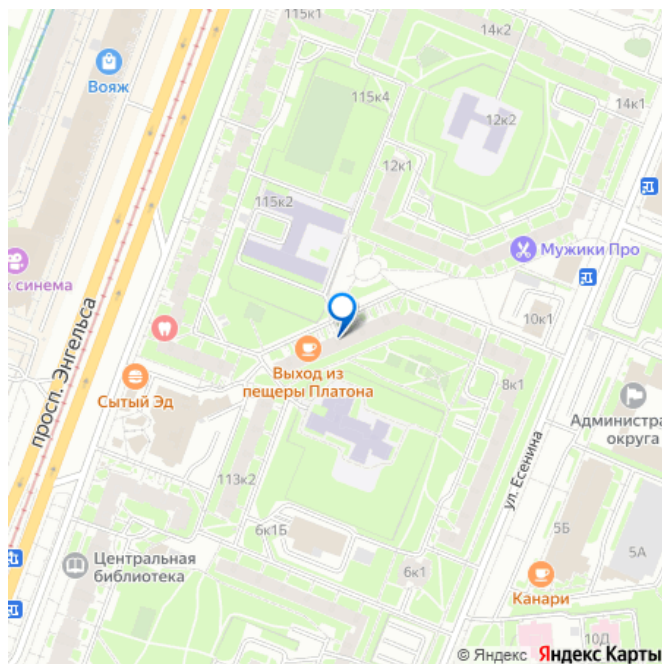 115к1
14к2
Вояж
115к4
14к1
12к2
12к1
115к2
Мужики Про
к синема
10к1
просп. Энгельса
Выход из
пещеры Платона
8к1
Сытый Эд
Администра
округа
ул. Есенина
113к2
6к1Б
5Б
5А
Центральная
библиотека
6к1
Канари
10Д
© Яндекс Яндекс Карты